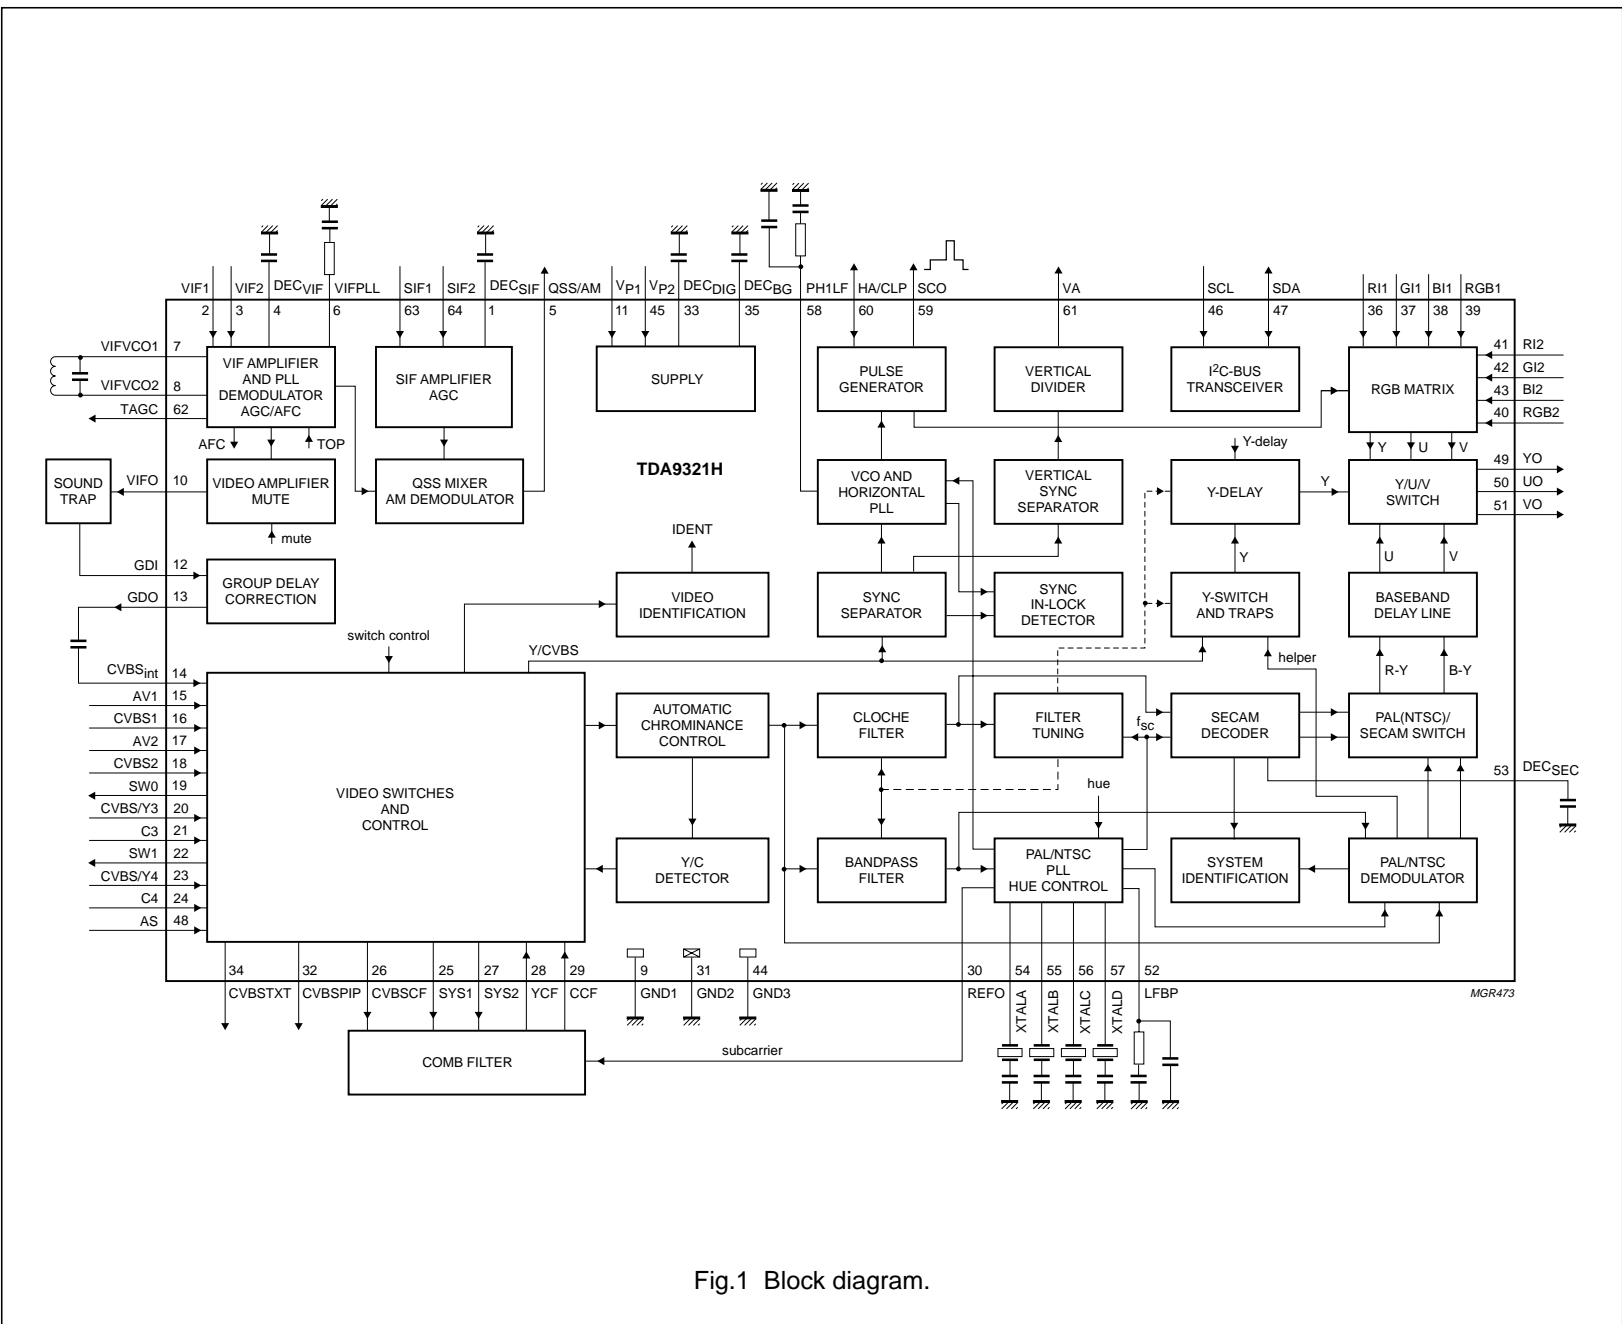 VIF1
VIF2
DECVIF
VIFPLL
SIF1
SIF2
DECSIF
QSS/AM
VP1
VP2
DECDIG
DECBG
PH1LF
HA/CLP
SCO
VA
SCL
SDA
RI1
GI1
BI1
RGB1
2
3
4
6
63
64
1
5
11
45
33
35
58
60
59
61
46
47
36
37
38
39
VIFVCO1
7
VIFVCO2
8
TAGC
62
VIF AMPLIFIER
AND PLL
DEMODULATOR
AGC/AFC
SIF AMPLIFIER
AGC
SUPPLY
PULSE
GENERATOR
VERTICAL
DIVIDER
I2C-BUS
TRANSCEIVER
RGB MATRIX
41
RI2
42
GI2
43
BI2
40
RGB2
AFC
TOP
Y-delay
Y
U
V
SOUND
TRAP
VIFO
10
VIDEO AMPLIFIER
MUTE
QSS MIXER
AM DEMODULATOR
TDA9321H
VCO AND
HORIZONTAL
PLL
VERTICAL
SYNC
SEPARATOR
Y-DELAY
Y
Y/U/V
SWITCH
49
YO
50
UO
51
VO
mute
IDENT
Y
U
V
GDI
12
GDO
13
GROUP DELAY
CORRECTION
VIDEO
IDENTIFICATION
SYNC
SEPARATOR
SYNC
IN-LOCK
DETECTOR
Y-SWITCH
AND TRAPS
BASEBAND
DELAY LINE
switch control
Y/CVBS
helper
R-Y
B-Y
CVBSint
14
AV1
15
CVBS1
16
AV2
17
CVBS2
18
SW0
19
CVBS/Y3
20
C3
21
SW1
22
CVBS/Y4
23
C4
24
AS
48
VIDEO SWITCHES
AND
CONTROL
AUTOMATIC
CHROMINANCE
CONTROL
CLOCHE
FILTER
FILTER
TUNING
fsc
SECAM
DECODER
PAL(NTSC)/
SECAM SWITCH
53
DECSEC
hue
Y/C
DETECTOR
BANDPASS
FILTER
PAL/NTSC
PLL
HUE CONTROL
SYSTEM
IDENTIFICATION
PAL/NTSC
DEMODULATOR
34
32
26
25
27
28
29
9
31
44
30
54
55
56
57
52
CVBSTXT
CVBSPIP
CVBSCF
SYS1
SYS2
YCF
CCF
GND1
GND2
GND3
REFO
XTALA
XTALB
XTALC
XTALD
LFBP
MGR473
COMB FILTER
subcarrier
Fig.1 Block diagram.